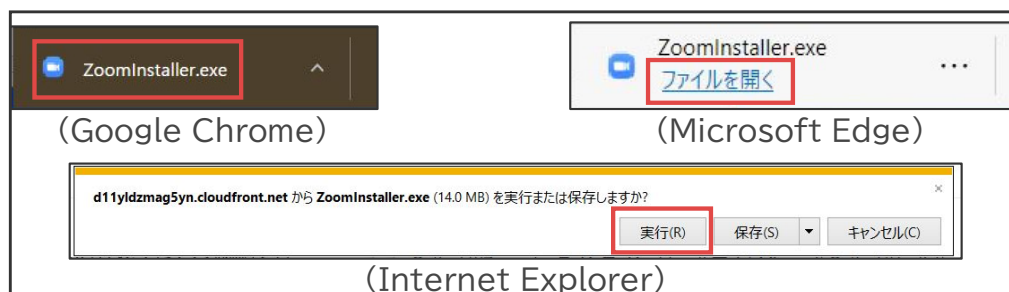 ZoomInstaller.exe
(Google Chrome)
ZoomInstaller.exe
ファイルを開く
(Microsoft Edge)
d11yldzmag5yn.cloudfront.net から ZoomInstaller.exe (14.0 MB) を実行または保存しますか?
実行(R) 保存(S) キャンセル(C)
(Internet Explorer)